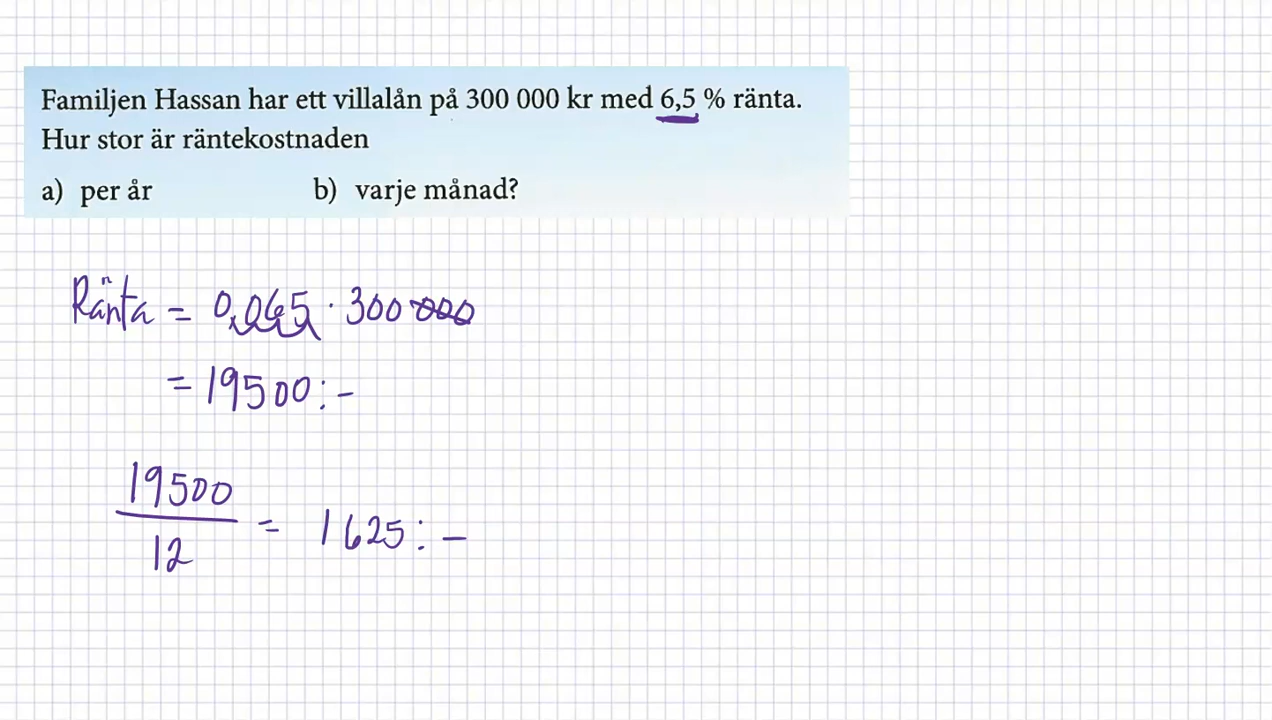 Familjen Hassan har ett villalån på 300 000 kr med 6,5 % ränta.
Hur stor är räntekostnaden
a) per år b) varje månad?
Ränta = 0,065 · 300 000
= 19500:-
19500
12
= 1625:-